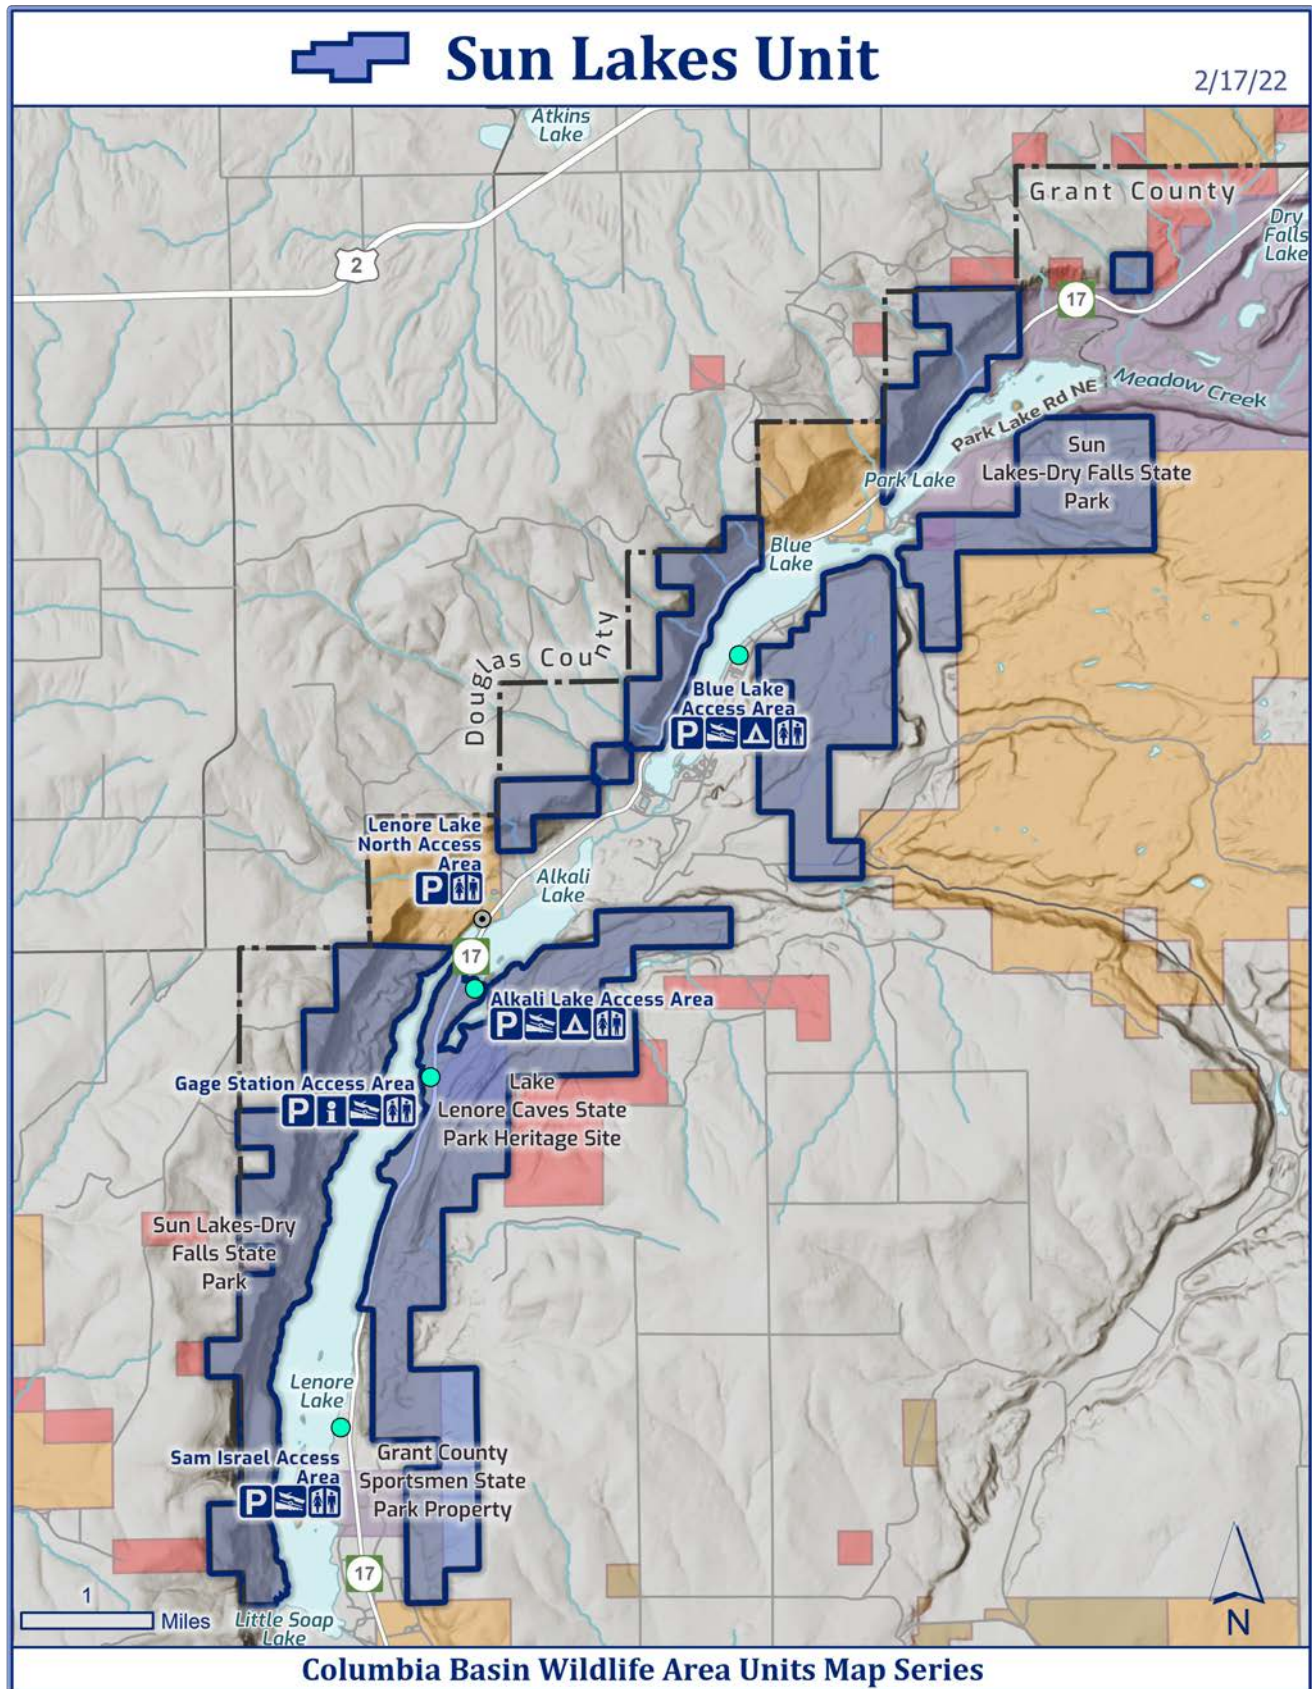 Sun Lakes Unit
2/17/22
Atkins
Lake
Grant County
Dry
Falls
Lake
2
17
Meadow Creek
Park Lake Rd NE
Sun
Lakes-Dry Falls State
Park
Park Lake
Blue
Lake
Douglas County
Blue Lake
Access Area
P
Lenore Lake
North Access
Area
P
Alkali
Lake
17
Alkali Lake Access Area
P
Gage Station Access Area
P i
Lake
Lenore Caves State
Park Heritage Site
Sun Lakes-Dry
Falls State
Park
Lenore
Lake
Sam Israel Access
Area
P
Grant County
Sportsmen State
Park Property
17
1
Miles
Little Soap
Lake
N
Columbia Basin Wildlife Area Units Map Series